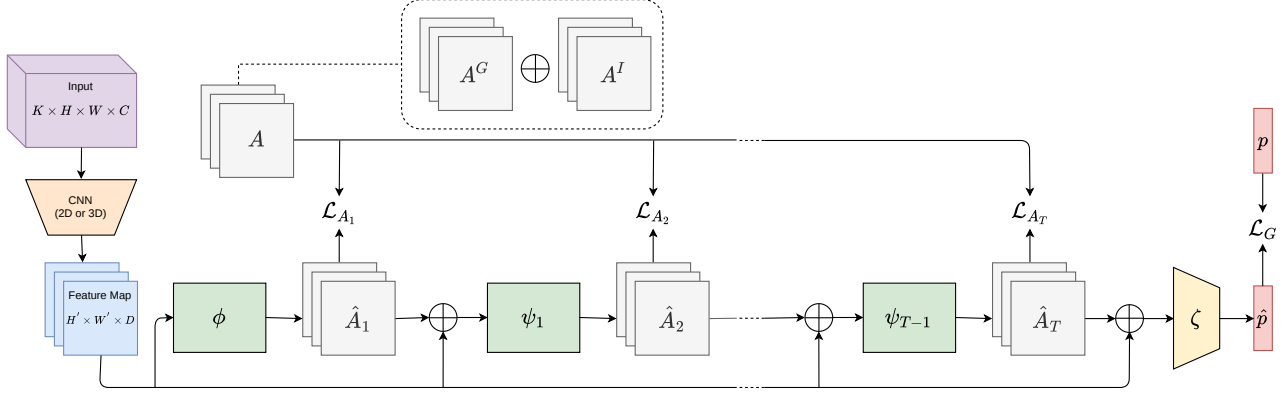 Input
K × H × W × C
CNN
(2D or 3D)
Feature Map
H′ × W′ × D
A^G ⊕ A^I
A
𝓛_{A_1}
𝓛_{A_2}
𝓛_{A_T}
ϕ
Â_1
ψ_1
Â_2
ψ_{T−1}
Â_T
ζ
p
𝓛_G
p̂